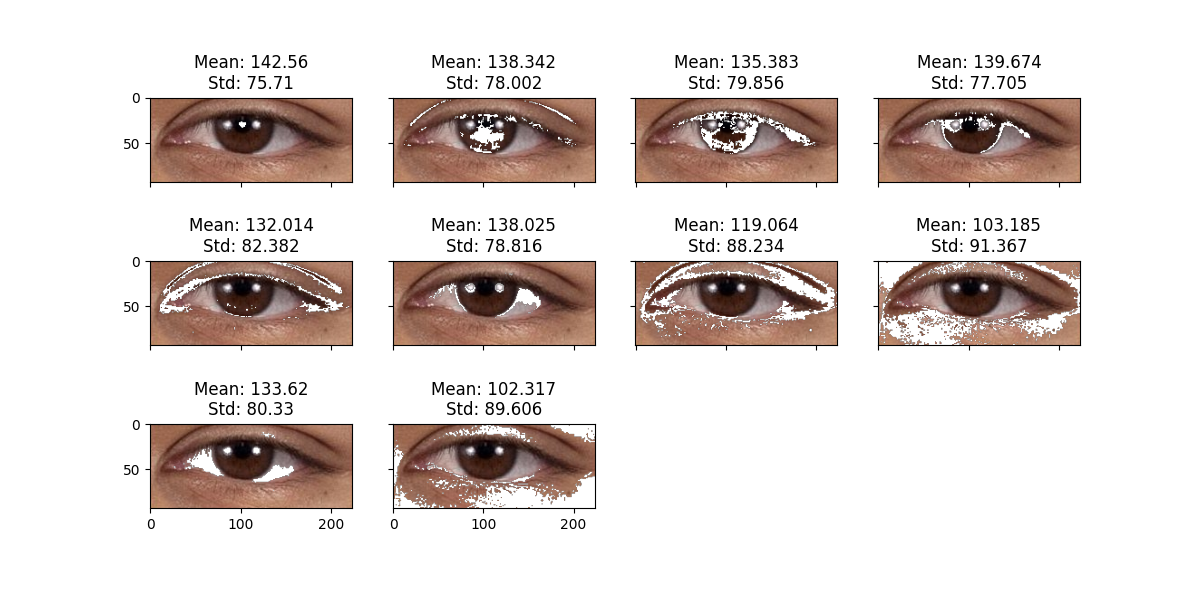 Mean: 142.56
Std: 75.71
Mean: 138.342
Std: 78.002
Mean: 135.383
Std: 79.856
Mean: 139.674
Std: 77.705
0
50
Mean: 132.014
Std: 82.382
Mean: 138.025
Std: 78.816
Mean: 119.064
Std: 88.234
Mean: 103.185
Std: 91.367
0
50
Mean: 133.62
Std: 80.33
Mean: 102.317
Std: 89.606
0
50
0
100
200
0
100
200